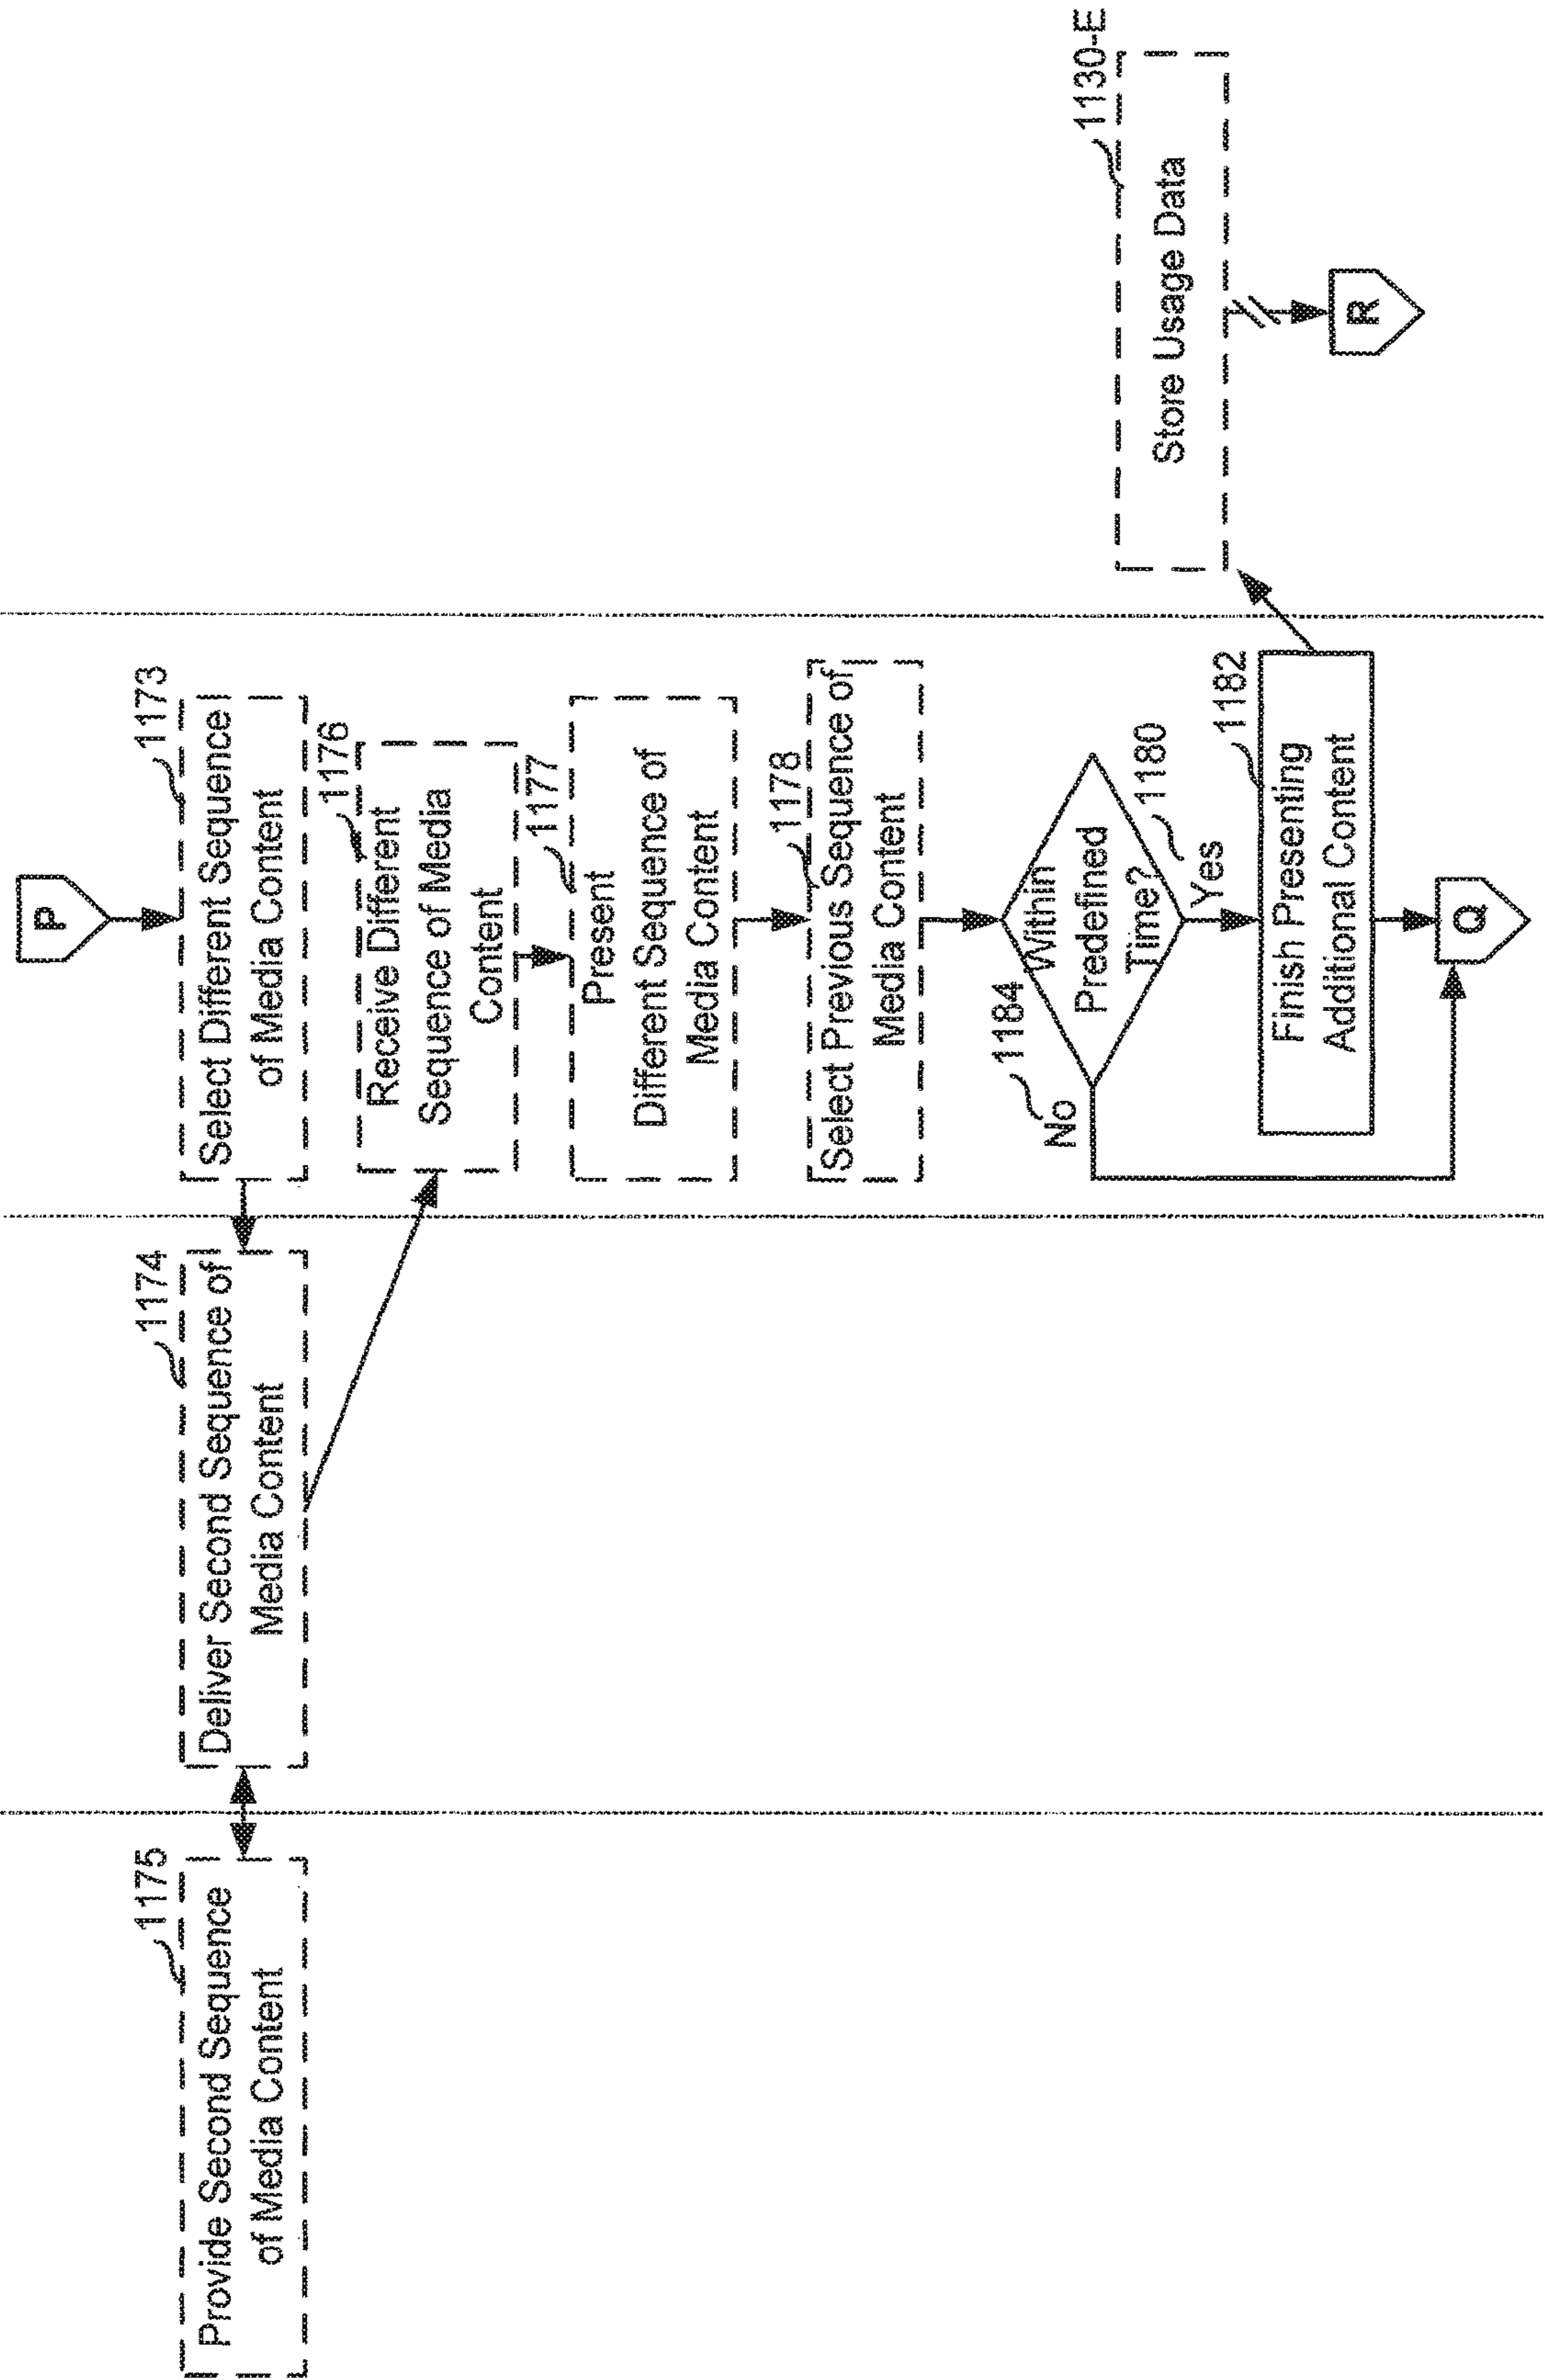 P
1175
Provide Second Sequence
of Media Content
1174
Deliver Second Sequence of
Media Content
1173
Select Different Sequence
of Media Content
1176
Receive Different
Sequence of Media
Content
1177
Present
Different Sequence of
Media Content
1178
Select Previous Sequence of
Media Content
1184
No
Within
Predefined
Time?
1180
Yes
1182
Finish Presenting
Additional Content
Q
1130-E
Store Usage Data
R